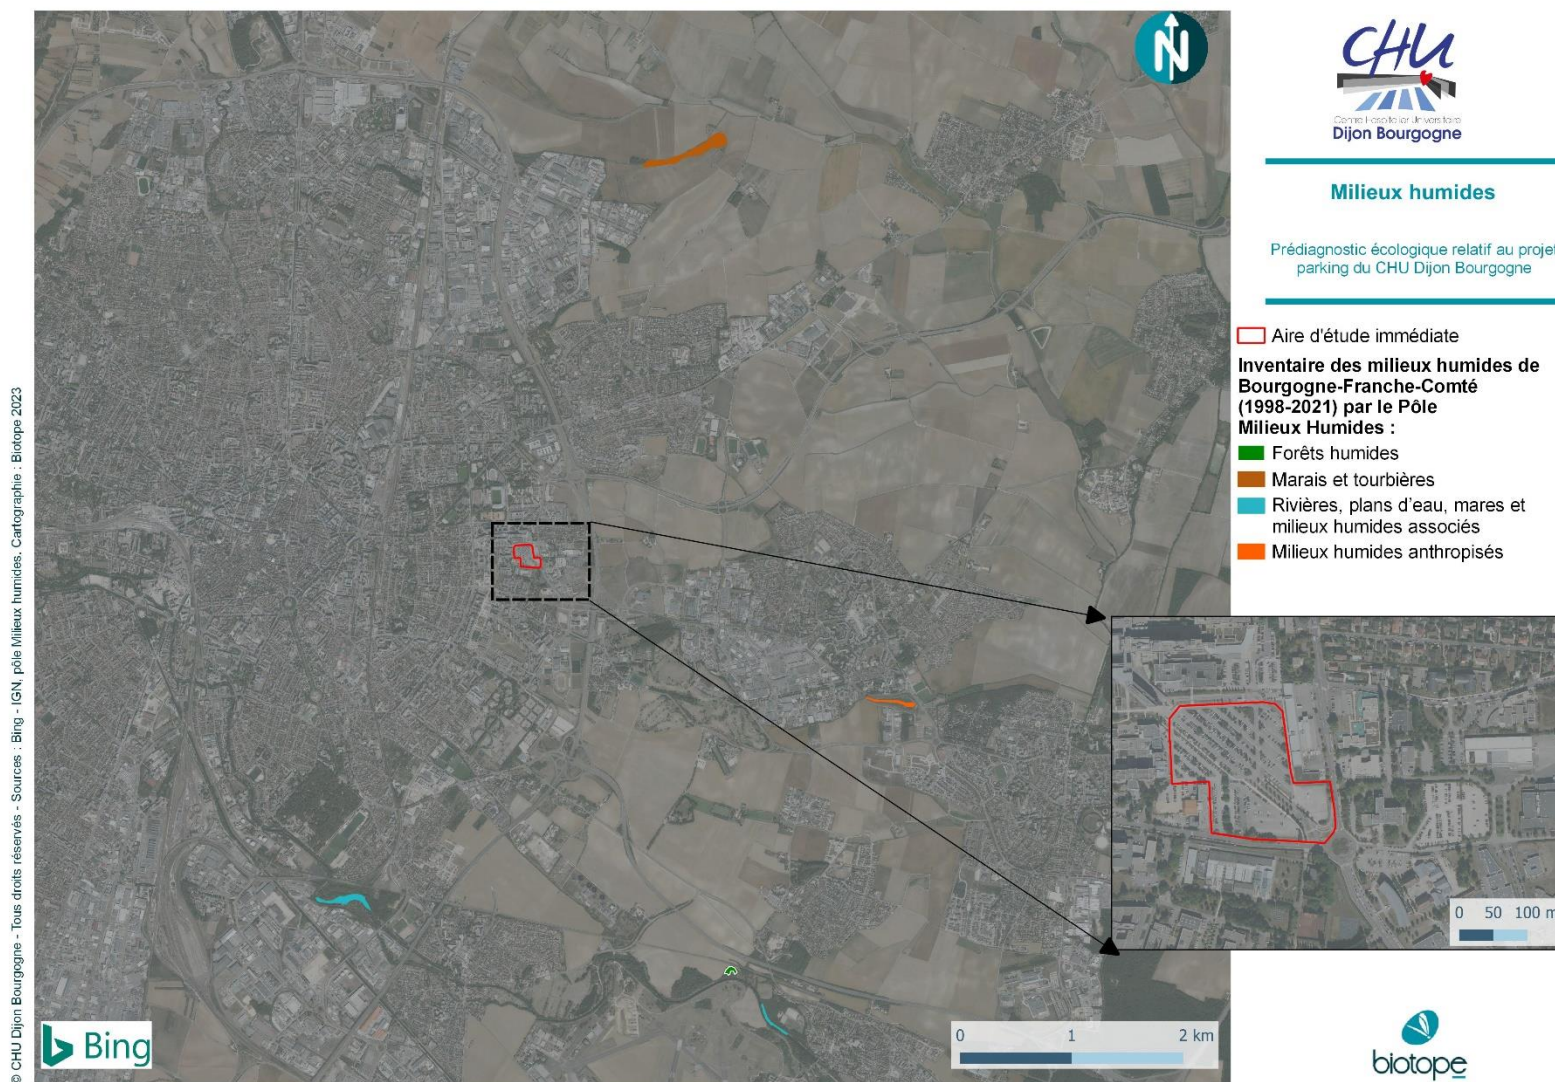 N
CHU
Centre Hospitalier Universitaire
Dijon Bourgogne
Milieux humides
Prédiagnostic écologique relatif au projet
parking du CHU Dijon Bourgogne
Aire d'étude immédiate
Inventaire des milieux humides de
Bourgogne-Franche-Comté
(1998-2021) par le Pôle
Milieux Humides :
Forêts humides
Marais et tourbières
Rivières, plans d'eau, mares et
milieux humides associés
Milieux humides anthropisés
0 50 100 m
0 1 2 km
Bing
biotope
© CHU Dijon Bourgogne - Tous droits réservés - Sources : Bing - IGN, pôle Milieux humides. Cartographie : Biotope 2023